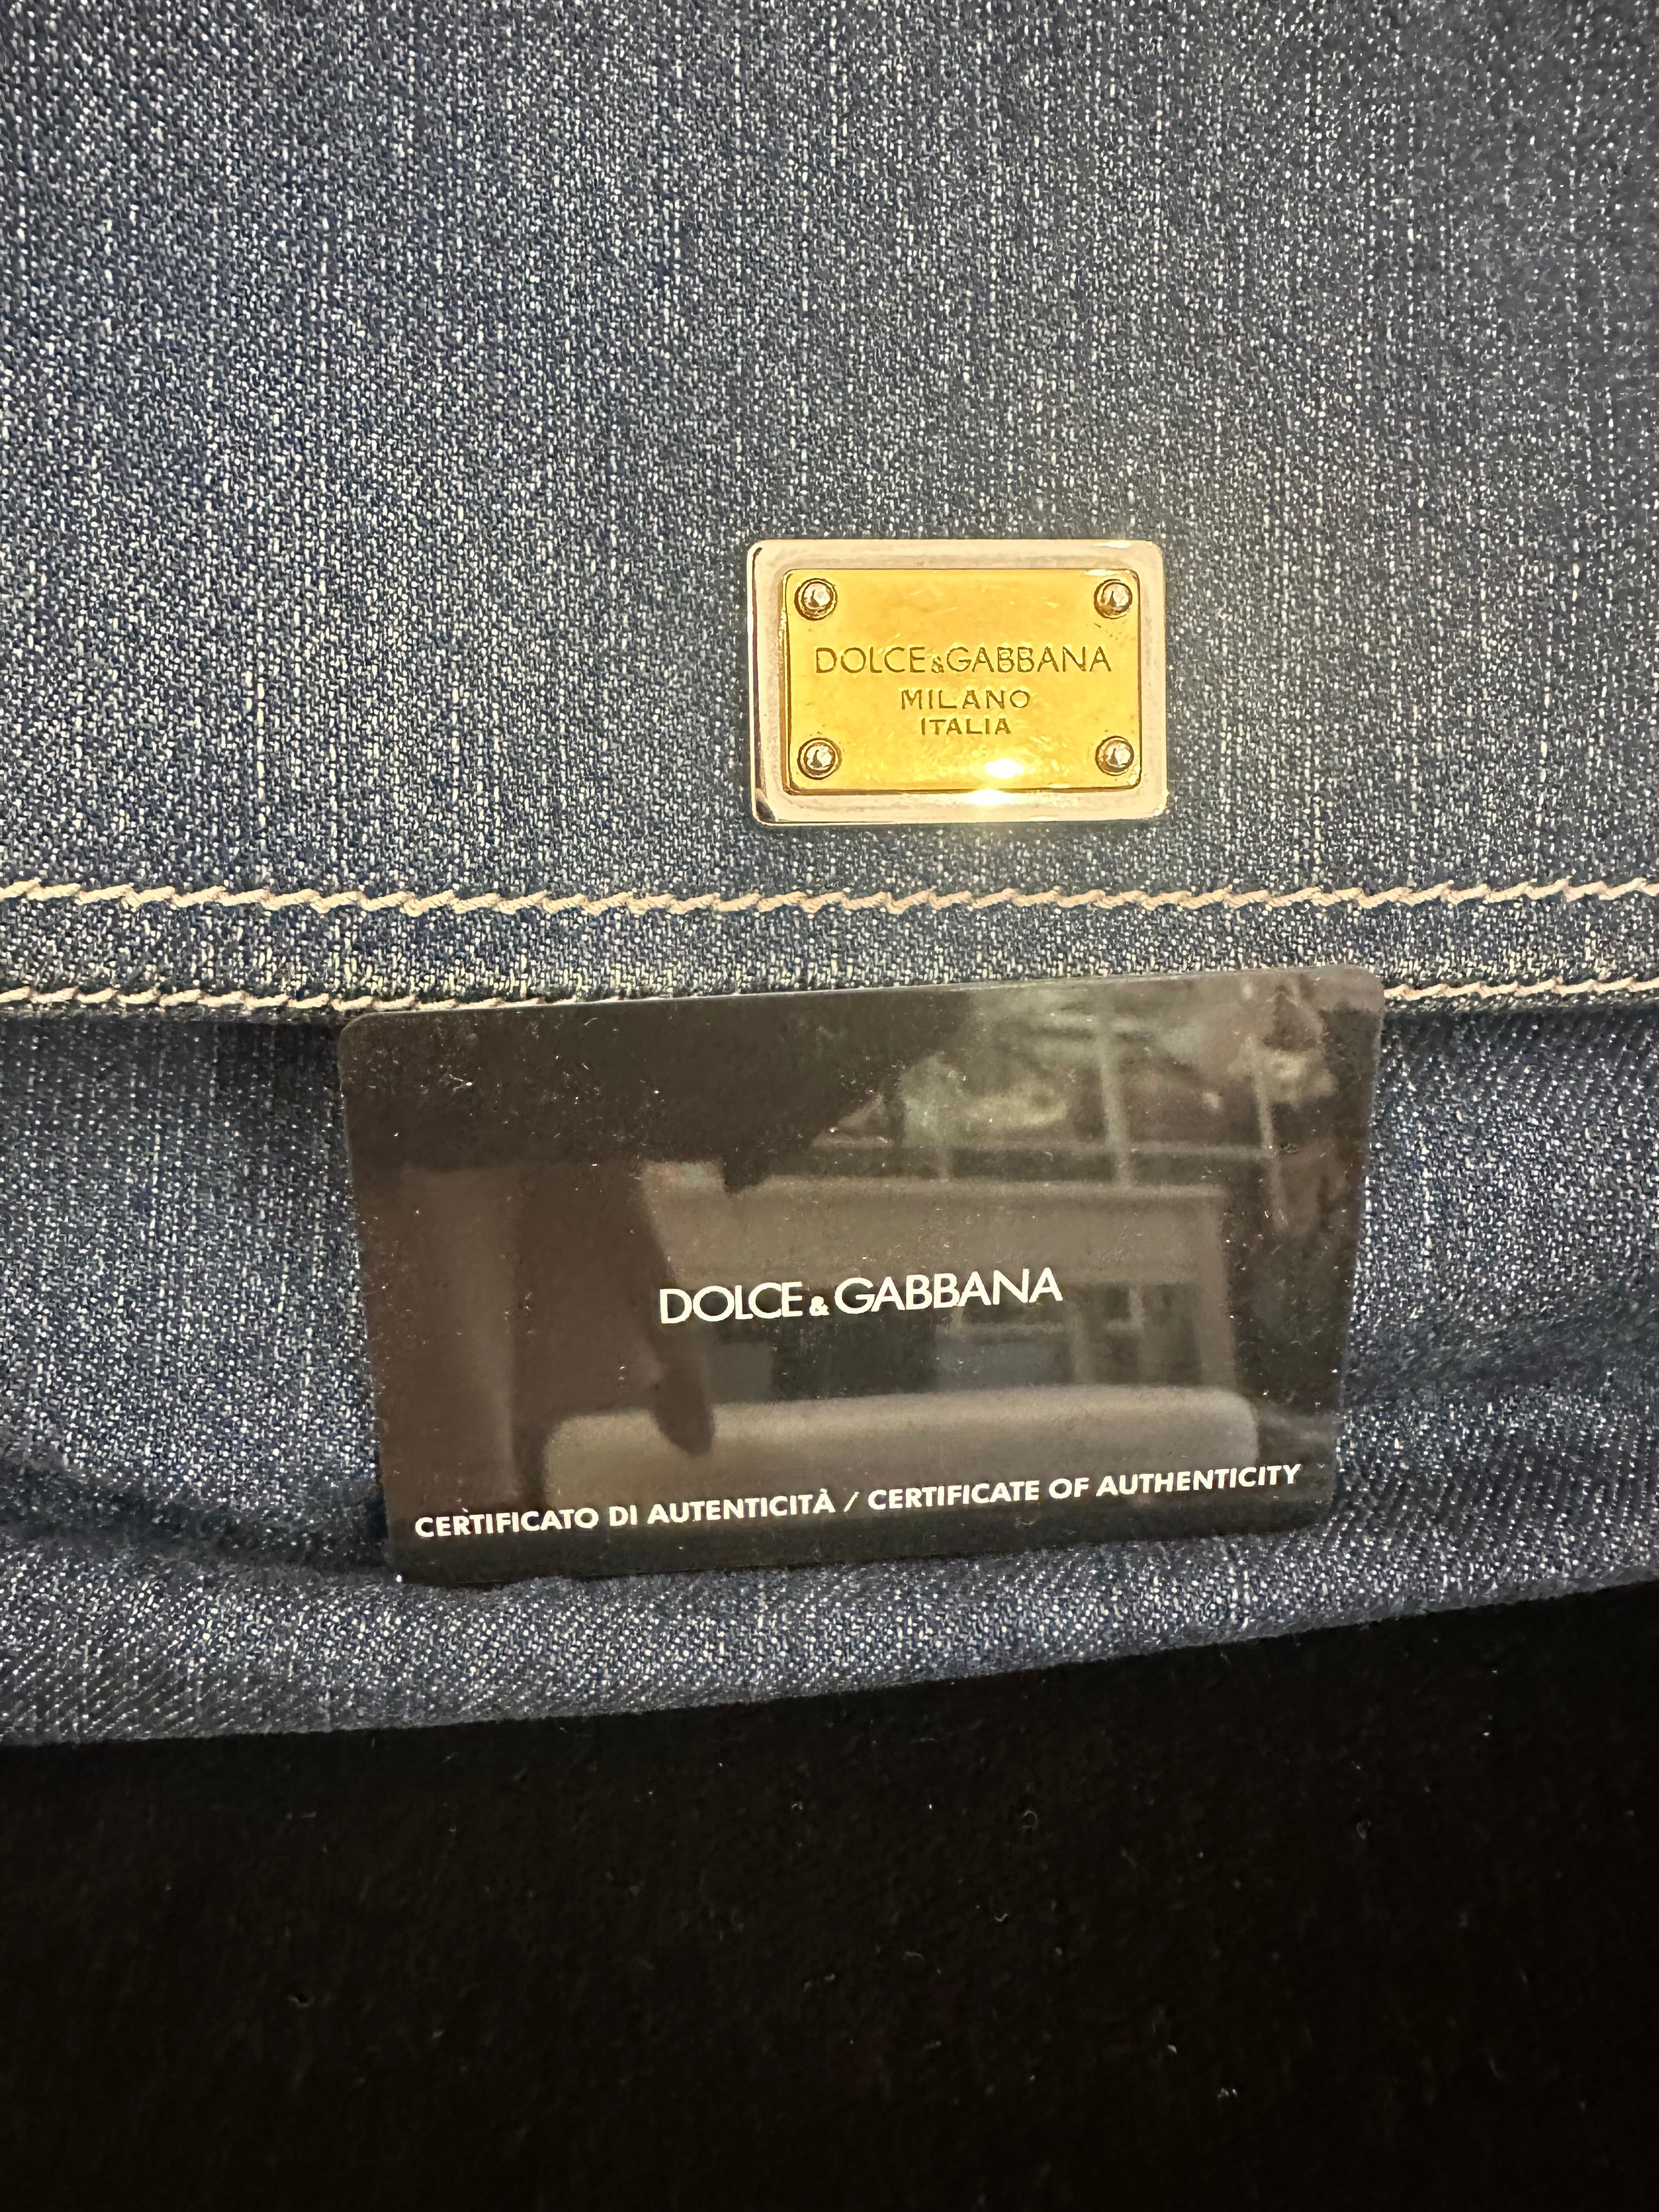 DOLCE&GABBANA
MILANO
ITALIA
DOLCE&GABBANA
CERTIFICATO DI AUTENTICITÀ / CERTIFICATE OF AUTHENTICITY